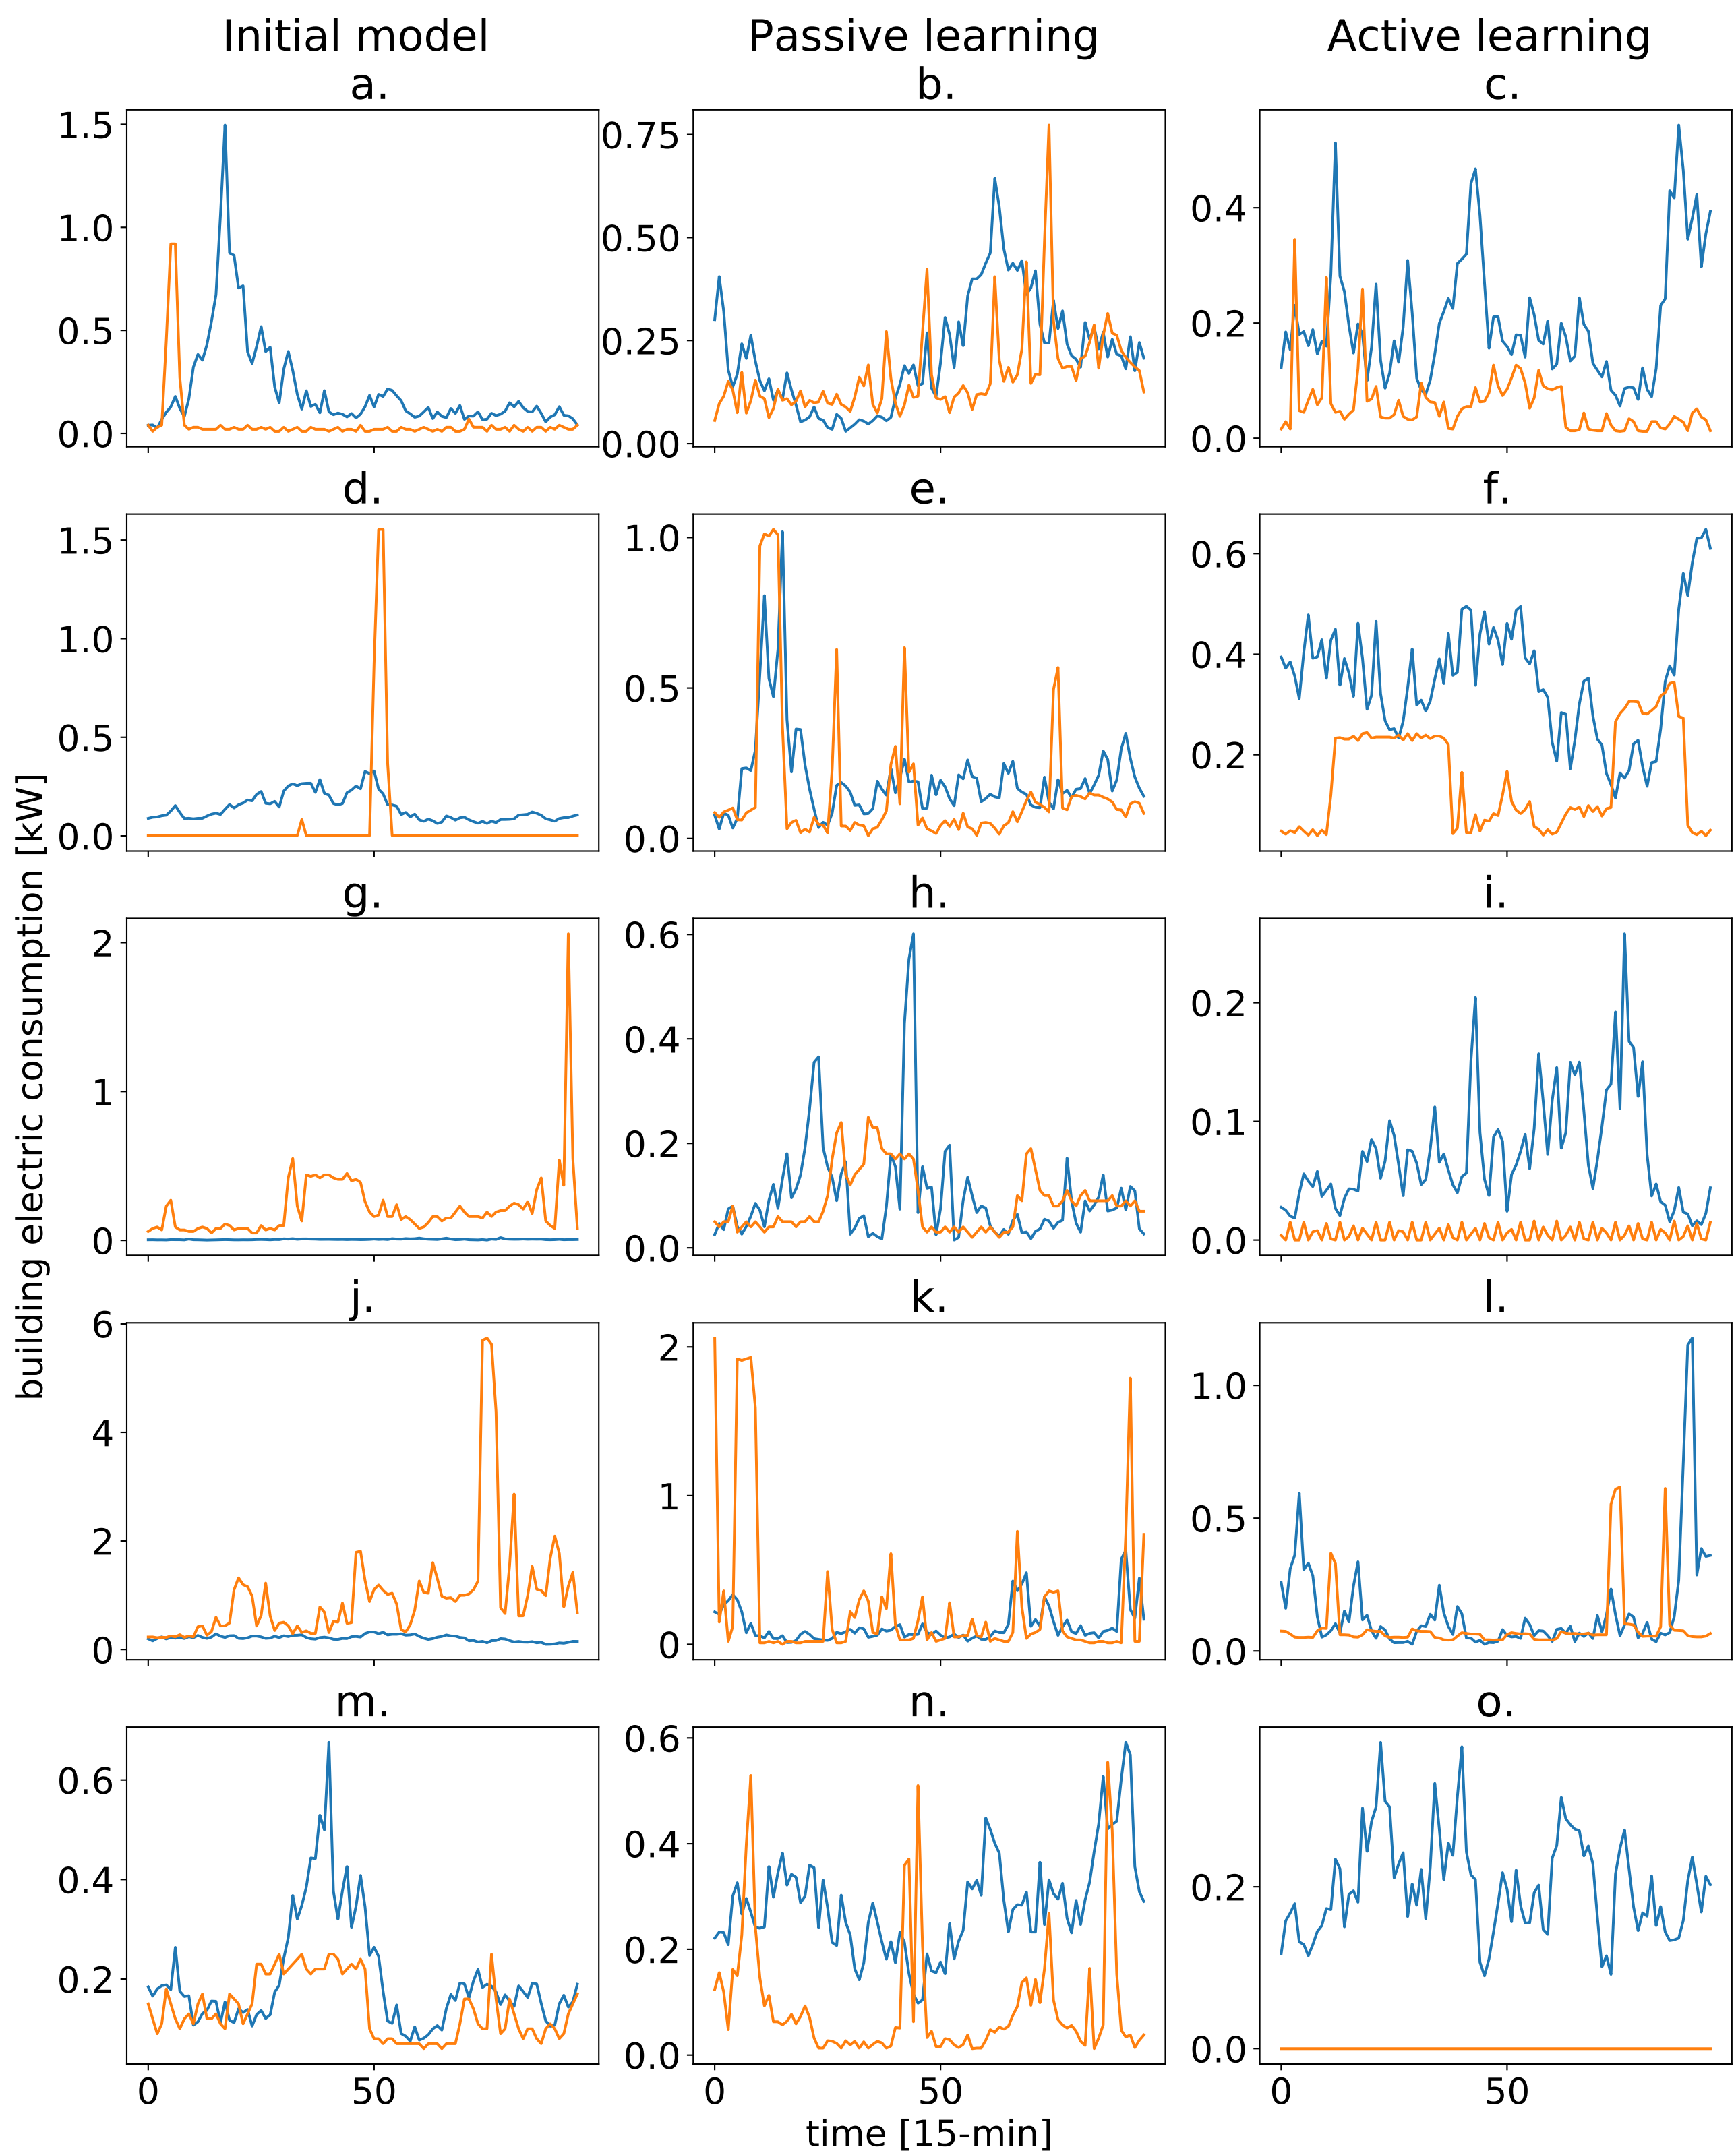 Initial model Passive learning Active learning
a. b. c.
1.5 1.0 0.5 0.0
0.75 0.50 0.25 0.00
0.4 0.2 0.0
d. e. f.
1.5 1.0 0.5 0.0
1.0 0.5 0.0
0.6 0.4 0.2
building electric consumption [kW]
g. h. i.
2 1 0
0.6 0.4 0.2 0.0
0.2 0.1 0.0
j. k. l.
6 4 2 0
2 1 0
1.0 0.5 0.0
m. n. o.
0.6 0.4 0.2
0.6 0.4 0.2 0.0
0.2 0.0
0 50 0 50 0 50
time [15-min]